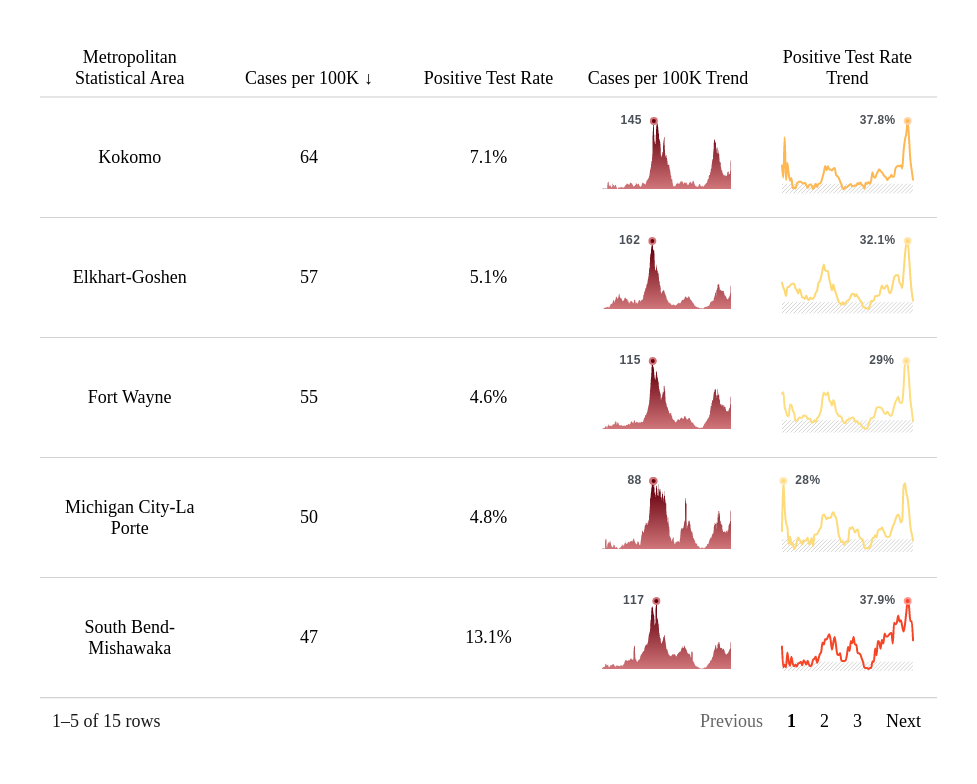 Metropolitan
Statistical Area
Cases per 100K ↓
Positive Test Rate
Cases per 100K Trend
Positive Test Rate
Trend
Kokomo
64
7.1%
145
37.8%
Elkhart-Goshen
57
5.1%
162
32.1%
Fort Wayne
55
4.6%
115
29%
Michigan City-La
Porte
50
4.8%
88
28%
South Bend-
Mishawaka
47
13.1%
117
37.9%
1–5 of 15 rows
Previous 1 2 3 Next